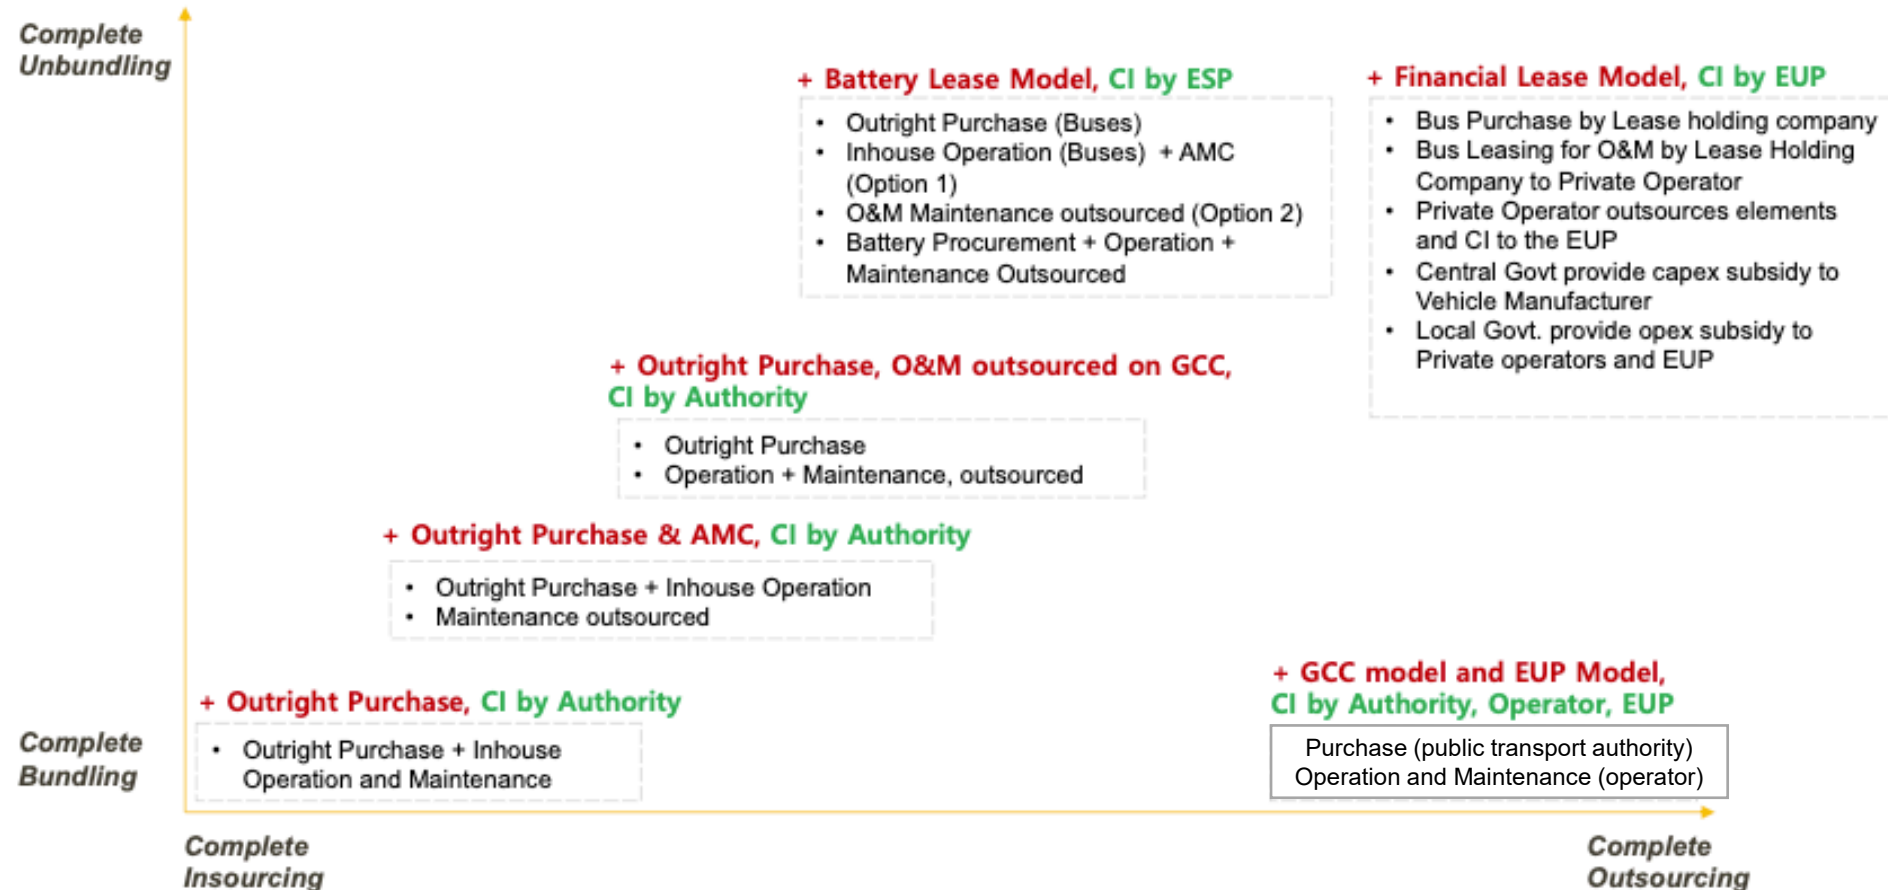 Complete
Unbundling
+ Battery Lease Model, CI by ESP
• Outright Purchase (Buses)
• Inhouse Operation (Buses) + AMC
(Option 1)
• O&M Maintenance outsourced (Option 2)
• Battery Procurement + Operation +
Maintenance Outsourced
+ Financial Lease Model, CI by EUP
• Bus Purchase by Lease holding company
• Bus Leasing for O&M by Lease Holding
Company to Private Operator
• Private Operator outsources elements
and CI to the EUP
• Central Govt provide capex subsidy to
Vehicle Manufacturer
• Local Govt. provide opex subsidy to
Private operators and EUP
+ Outright Purchase, O&M outsourced on GCC,
CI by Authority
• Outright Purchase
• Operation + Maintenance, outsourced
+ Outright Purchase & AMC, CI by Authority
• Outright Purchase + Inhouse Operation
• Maintenance outsourced
+ Outright Purchase, CI by Authority
• Outright Purchase + Inhouse
Operation and Maintenance
+ GCC model and EUP Model,
CI by Authority, Operator, EUP
Purchase (public transport authority)
Operation and Maintenance (operator)
Complete
Bundling
Complete
Insourcing
Complete
Outsourcing